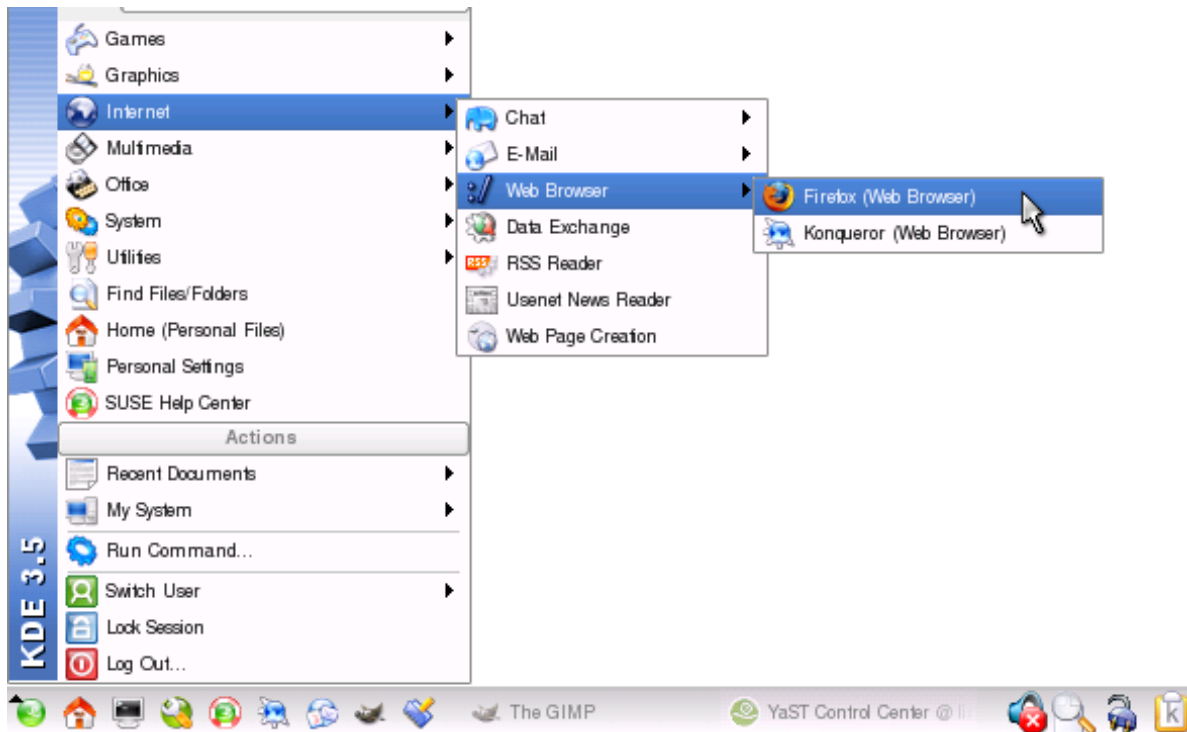 Games
Graphics
Internet
Multimedia
Office
System
Utilities
Find Files/Folders
Home (Personal Files)
Personal Settings
SUSE Help Center
Actions
Recent Documents
My System
Run Command...
Switch User
Lock Session
Log Out...
KDE 3.5
Chat
E-Mail
Web Browser
Data Exchange
RSS Reader
Usenet News Reader
Web Page Creation
Firefox (Web Browser)
Konqueror (Web Browser)
The GIMP
YaST Control Center @